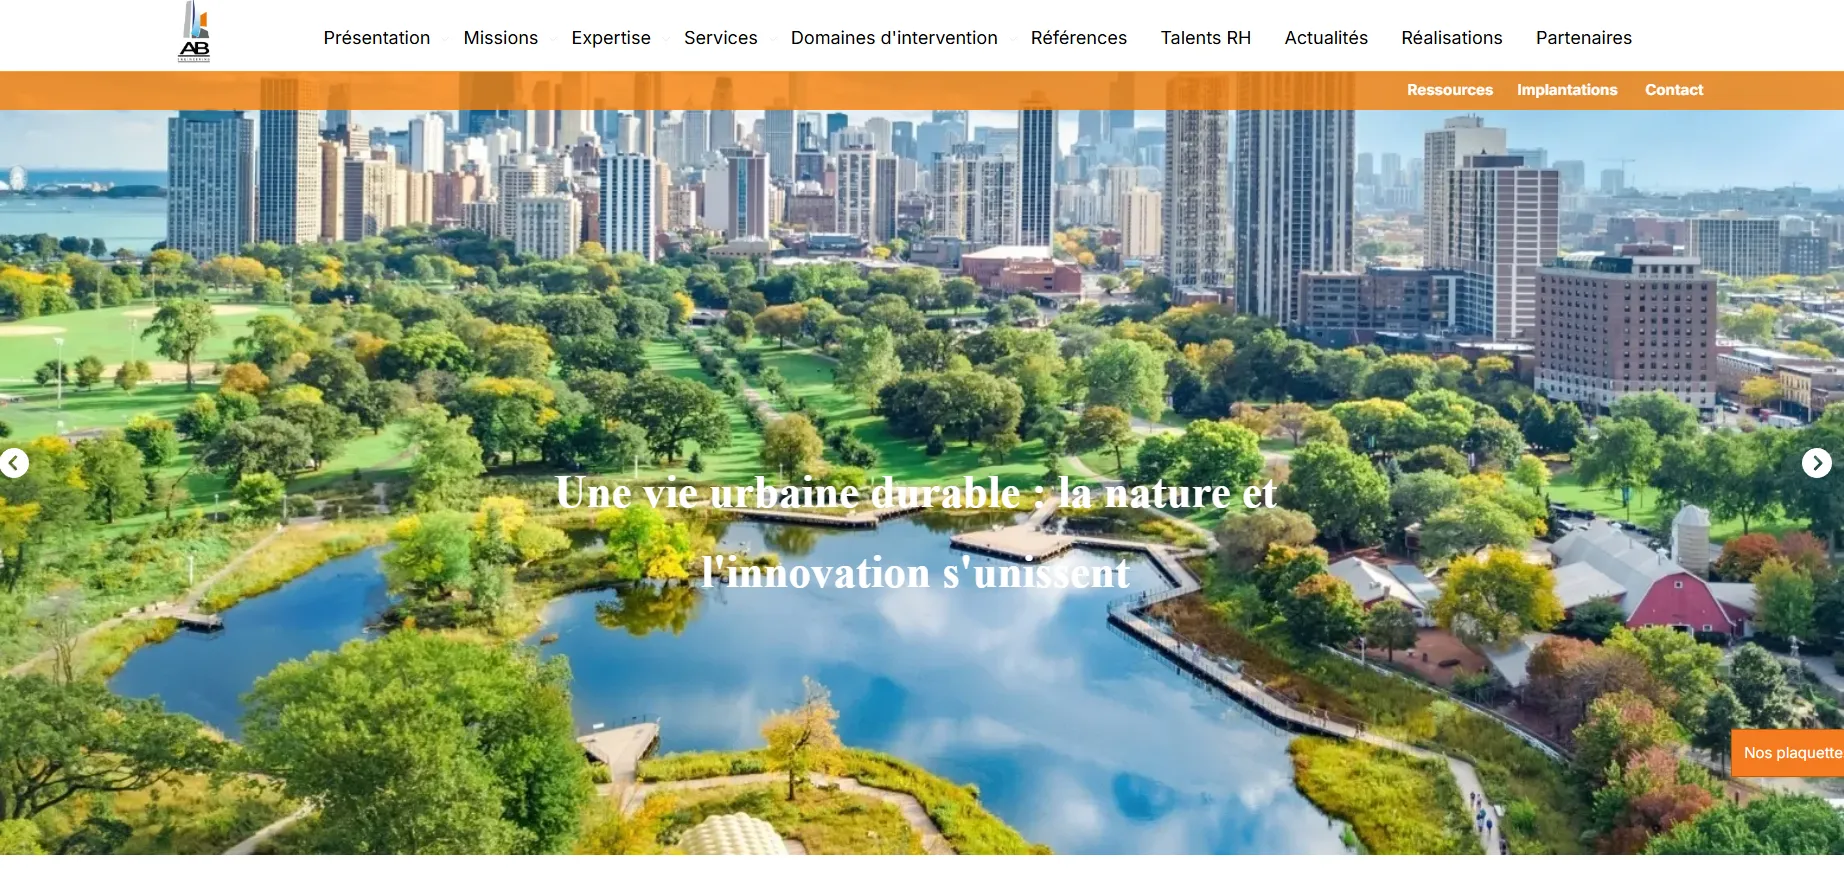 AB
ENGINEERING
Présentation Missions Expertise Services Domaines d'intervention Références Talents RH Actualités Réalisations Partenaires
Ressources Implantations Contact
Une vie urbaine durable : la nature et
l'innovation s'unissent
Nos plaquette